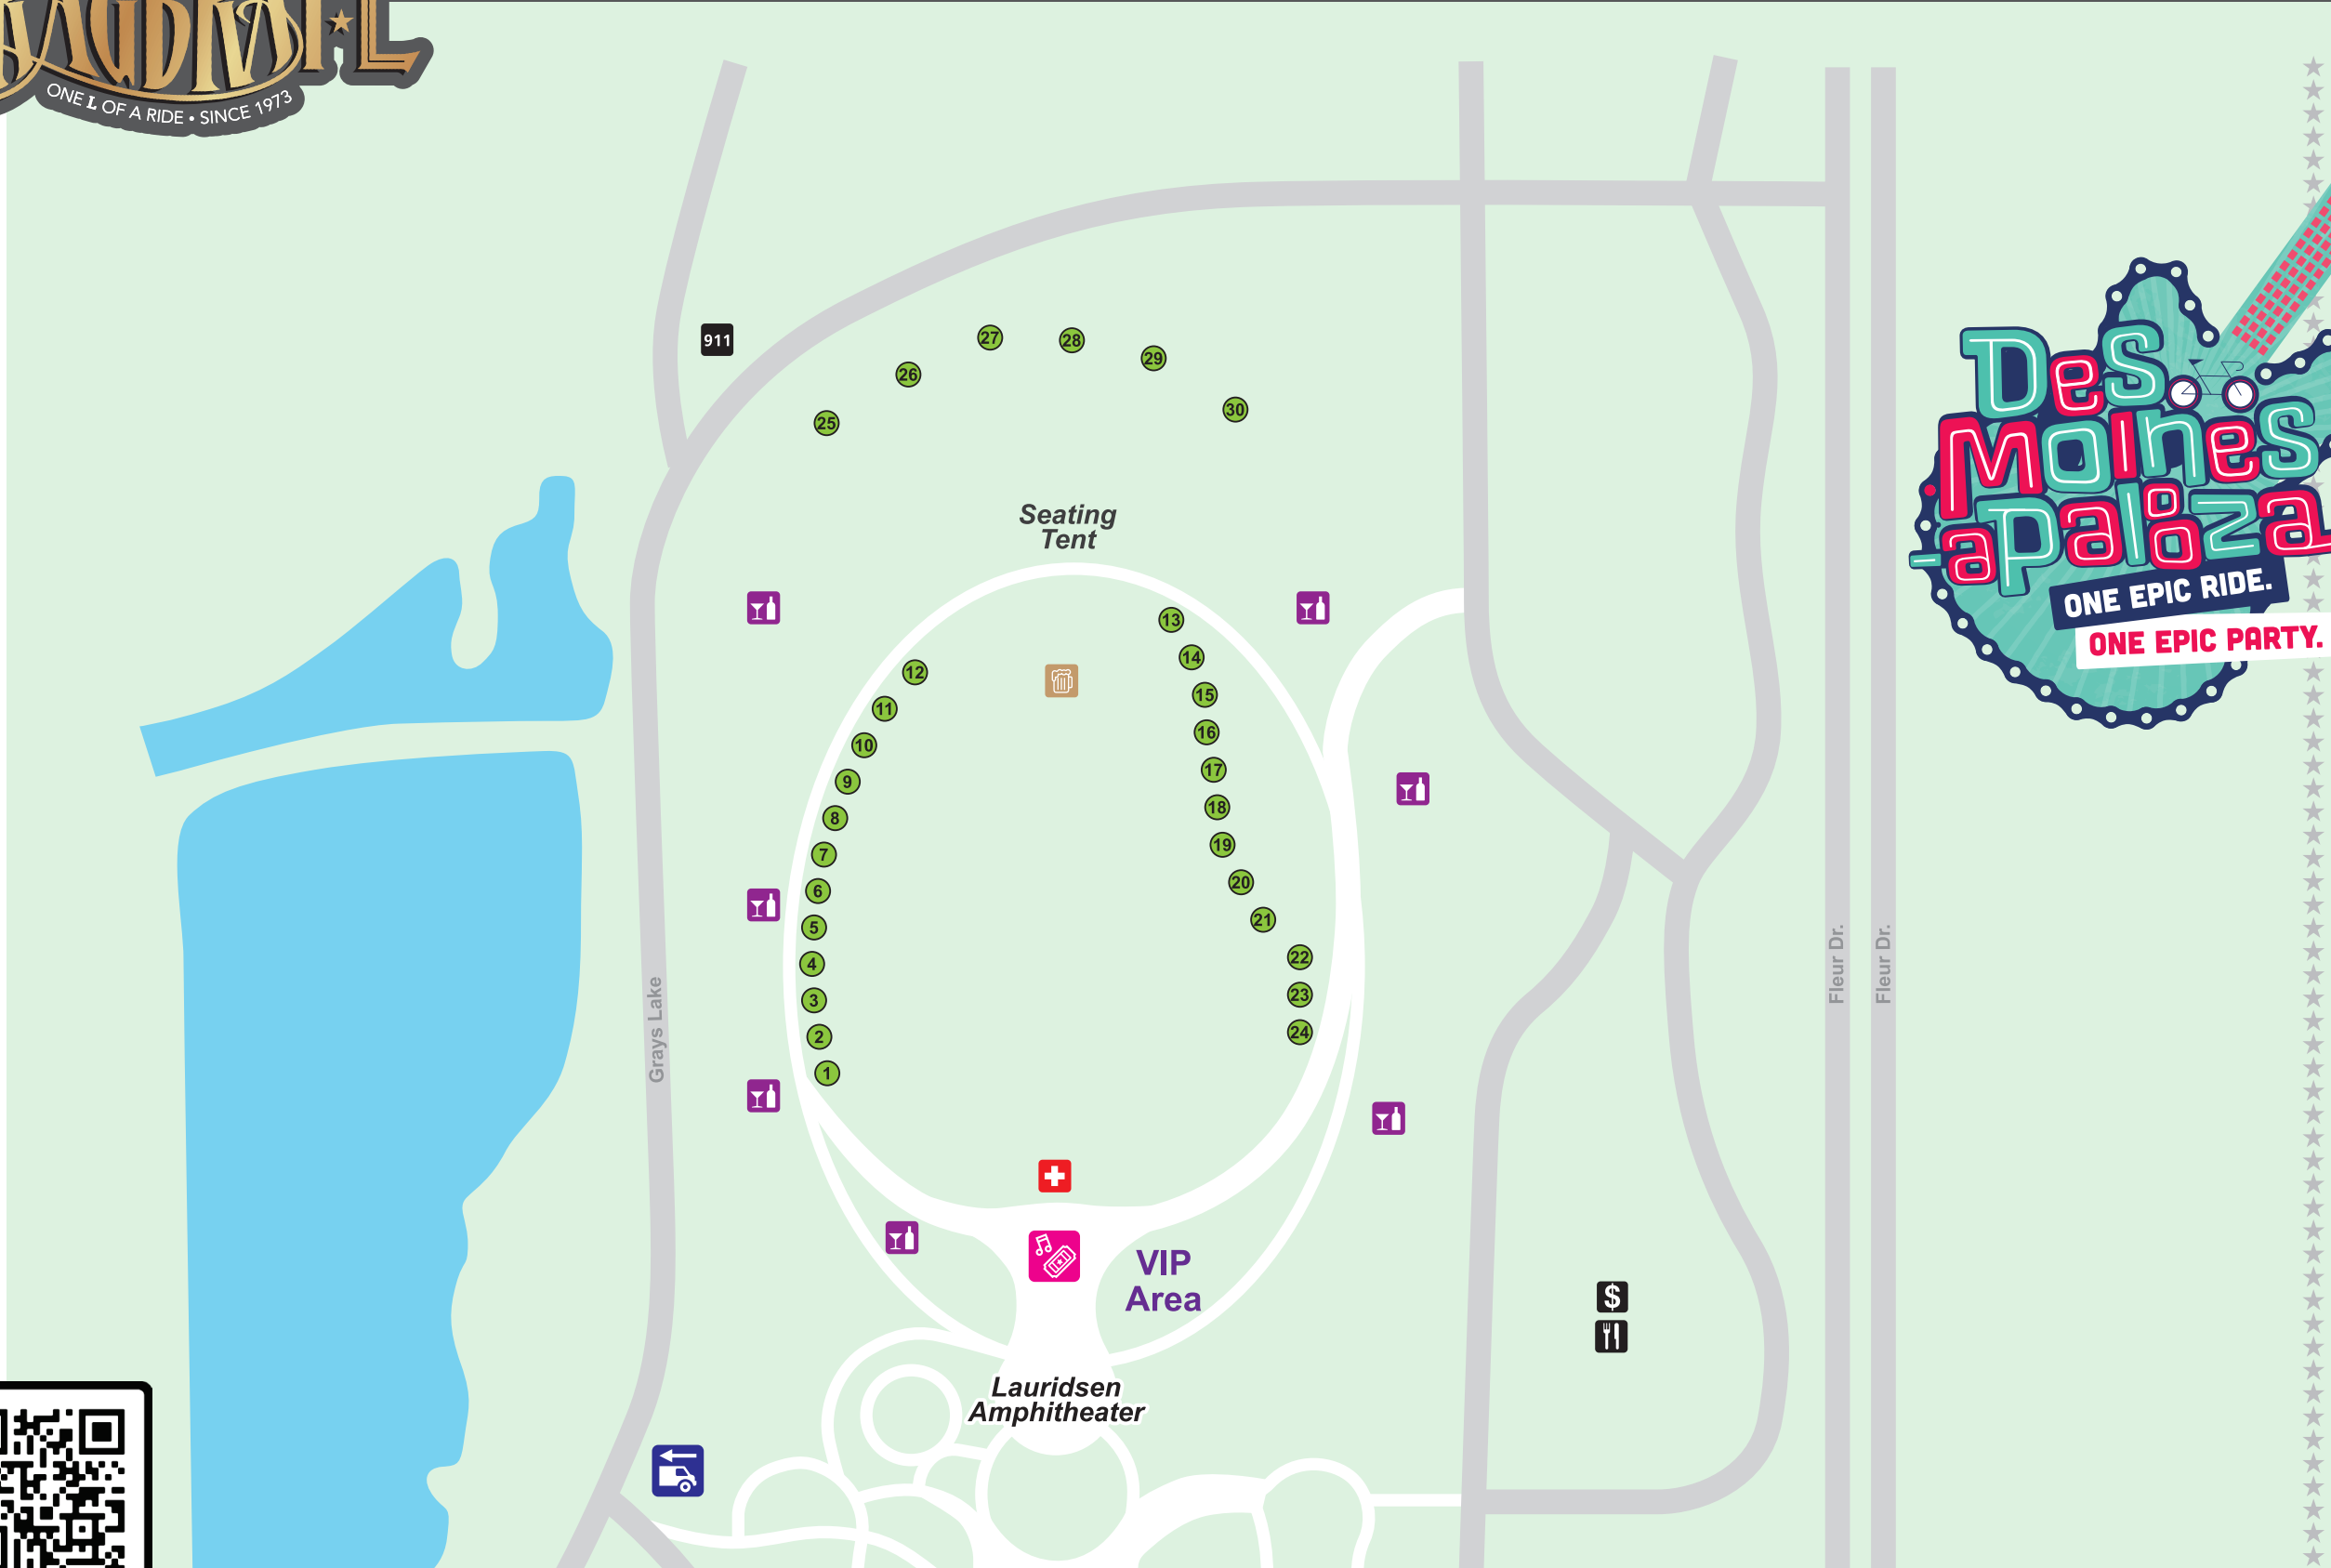 ONE L OF A RIDE • SINCE 1973
911
25
26
27
28
29
30
Des
Moines
-apalooza
ONE EPIC RIDE.
ONE EPIC PARTY.
Seating
Tent
13
14
15
16
17
18
19
20
21
22
23
24
12
11
10
9
8
7
6
5
4
3
2
1
Grays Lake
Fleur Dr.
Fleur Dr.
VIP
Area
$
Lauridsen
Amphitheater